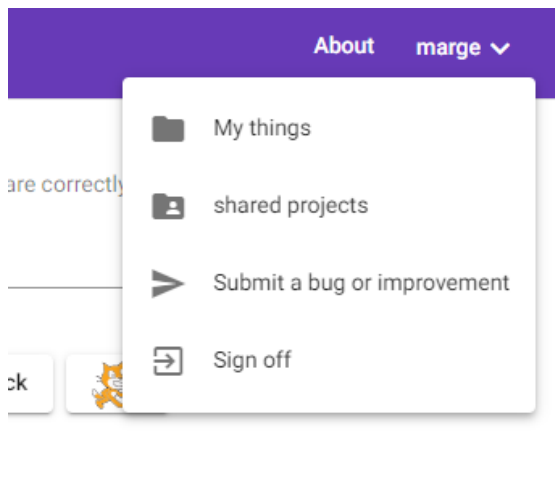 About marge
My things
are correctly
shared projects
Submit a bug or improvement
Sign off
ck